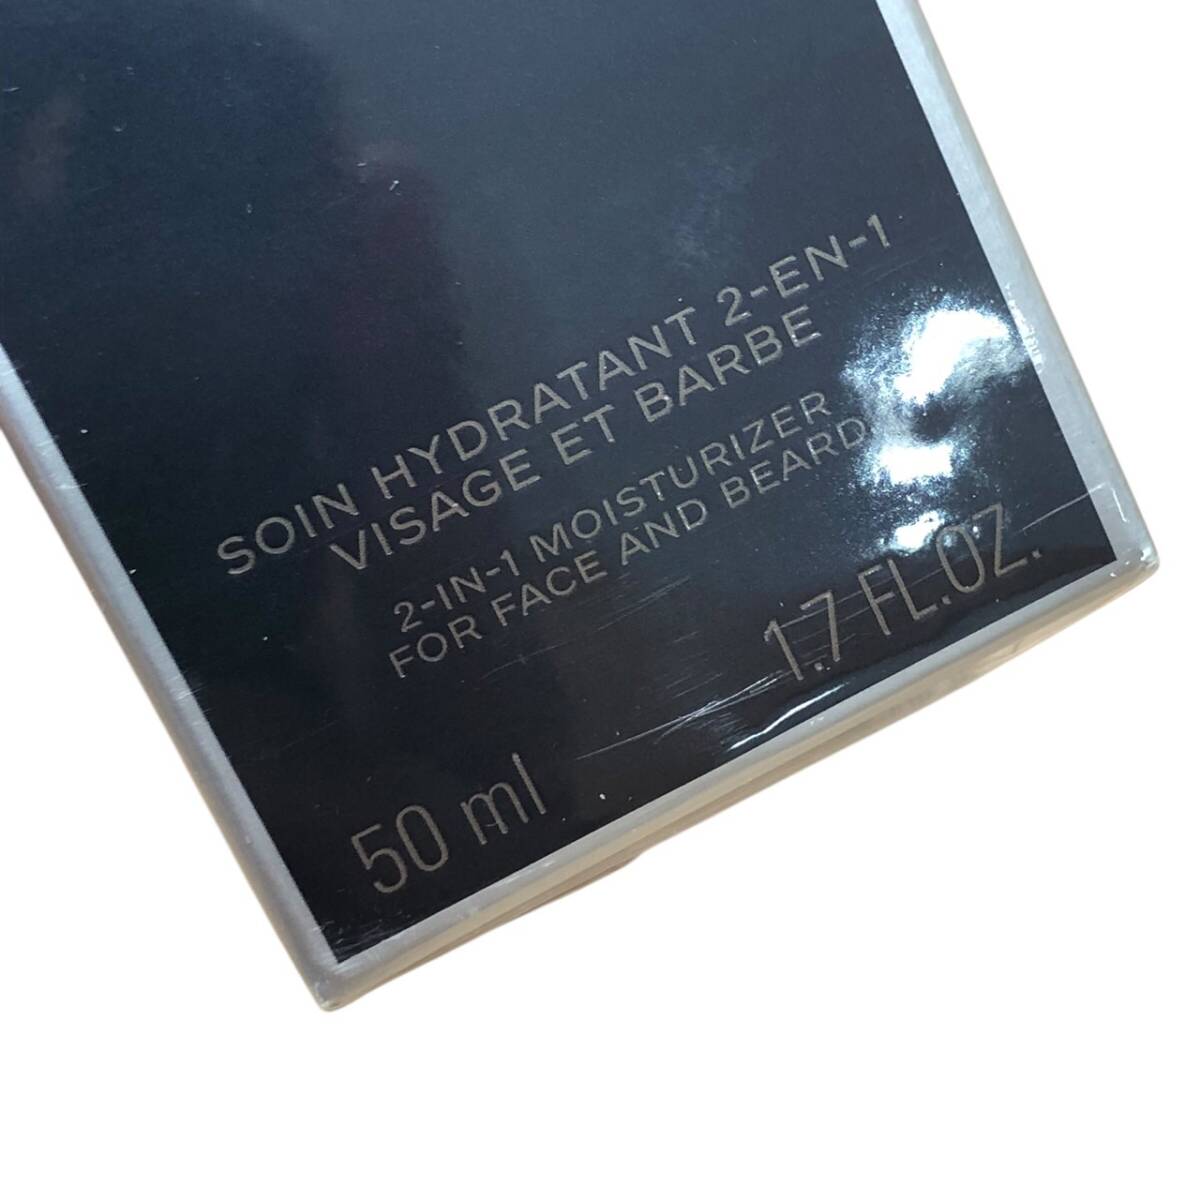 SOIN HYDRATANT 2-EN-1
VISAGE ET BARBE
2-IN-1 MOISTURIZER
FOR FACE AND BEARD
50 ml 1.7 FL.OZ.